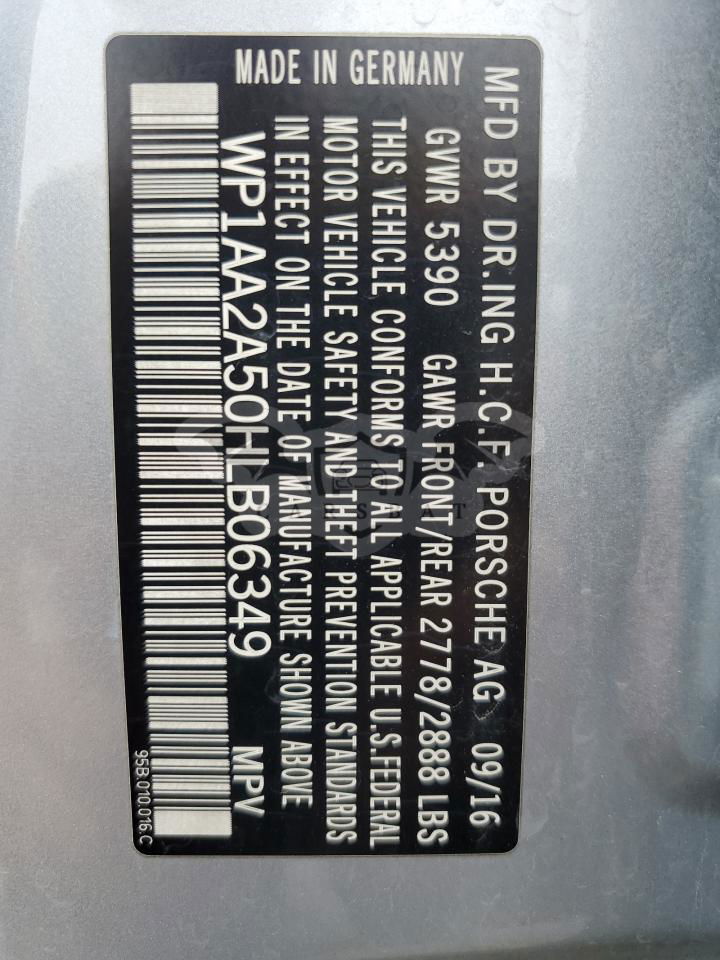 MFD BY DR.ING H.C.F. PORSCHE AG 09/16
GVWR 5390 GAWR FRONT/REAR 2778/2888 LBS
THIS VEHICLE CONFORMS TO ALL APPLICABLE U.S.FEDERAL
MOTOR VEHICLE SAFETY AND THEFT PREVENTION STANDARDS
IN EFFECT ON THE DATE OF MANUFACTURE SHOWN ABOVE
WP1AA2A50HLB06349 MPV
MADE IN GERMANY
95B.010.016.C
CARSBAT